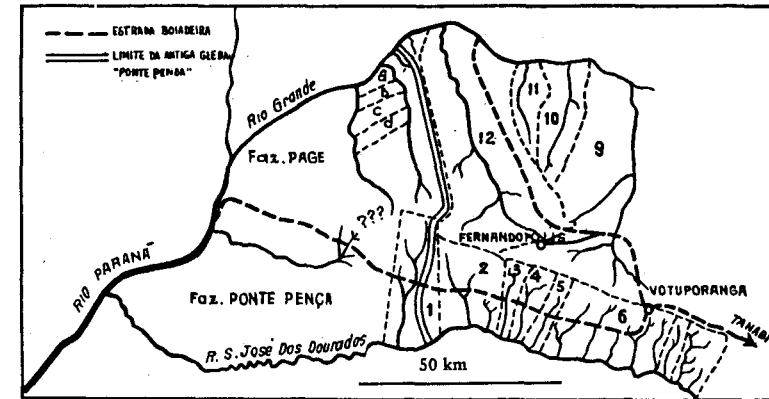 ESTRADA BOIADEIRA
LIMITE DA ANTIGA GLEBA
"PONTE PENSA"
RIO Grande
a
b
c
d
11
10
12
9
Faz. PAGE
???
FERNANDOPOLIS
RIO PARANÁ
2
3
4
5
VOTUPORANGA
Faz. PONTE PENÇA
1
6
TANABI
R. S. José Dos Dourados
50 km